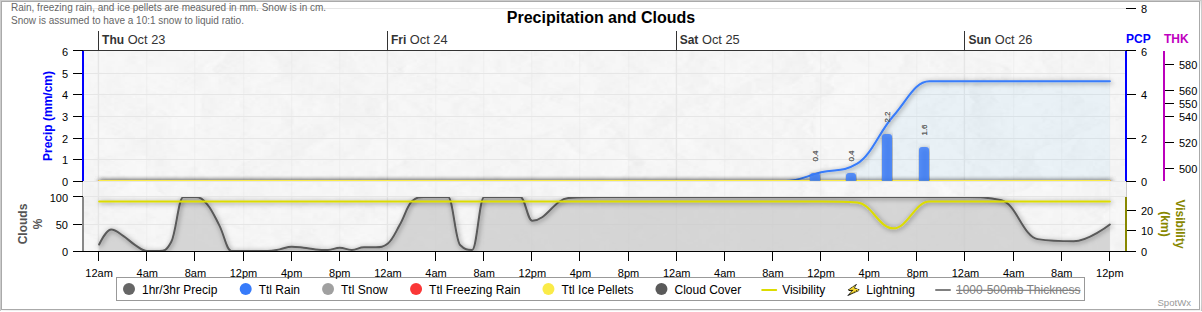 Rain, freezing rain, and ice pellets are measured in mm. Snow is in cm.
Snow is assumed to have a 10:1 snow to liquid ratio.
Precipitation and Clouds
8
Thu Oct 23
Fri Oct 24
Sat Oct 25
Sun Oct 26
PCP THK
Precip (mm/cm)
6
5
4
3
2
1
0
0.4
0.4
2.2
1.6
6
4
2
0
580
560
550
540
520
500
Clouds
%
100
50
0
20
10
0
Visibility
(km)
12am 4am 8am 12pm 4am 8pm 12am 4am 8am 12pm 4pm 8pm 12am 4am 8am 12pm 4pm 8pm 12am 4am 8am 12pm
1hr/3hr Precip Ttl Rain Ttl Snow Ttl Freezing Rain Ttl Ice Pellets Cloud Cover Visibility Lightning 1000-500mb Thickness
SpotWx